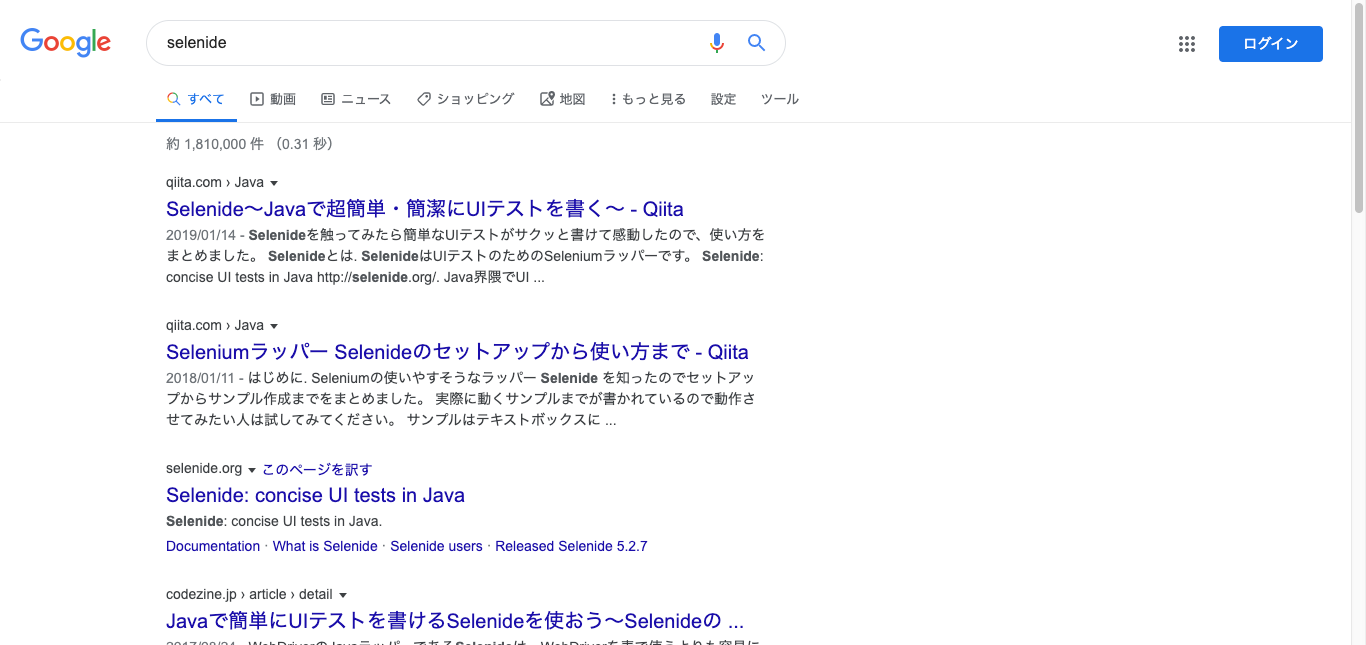 Google
selenide
ログイン
すべて 動画 ニュース ショッピング 地図 もっと見る 設定 ツール
約 1,810,000 件 （0.31 秒）
qiita.com › Java
Selenide〜Javaで超簡単・簡潔にUIテストを書く〜 - Qiita
2019/01/14 - Selenideを触ってみたら簡単なUIテストがサクッと書けて感動したので、使い方を
まとめました。 Selenideとは. SelenideはUIテストのためのSeleniumラッパーです。 Selenide:
concise UI tests in Java http://selenide.org/. Java界隈でUI ...
qiita.com › Java
Seleniumラッパー Selenideのセットアップから使い方まで - Qiita
2018/01/11 - はじめに. Seleniumの使いやすそうなラッパー Selenide を知ったのでセットアッ
プからサンプル作成までをまとめました。 実際に動くサンプルまでが書かれているので動作さ
せてみたい人は試してみてください。 サンプルはテキストボックスに ...
selenide.org このページを訳す
Selenide: concise UI tests in Java
Selenide: concise UI tests in Java.
Documentation · What is Selenide · Selenide users · Released Selenide 5.2.7
codezine.jp › article › detail
Javaで簡単にUIテストを書けるSelenideを使おう〜Selenideの ...